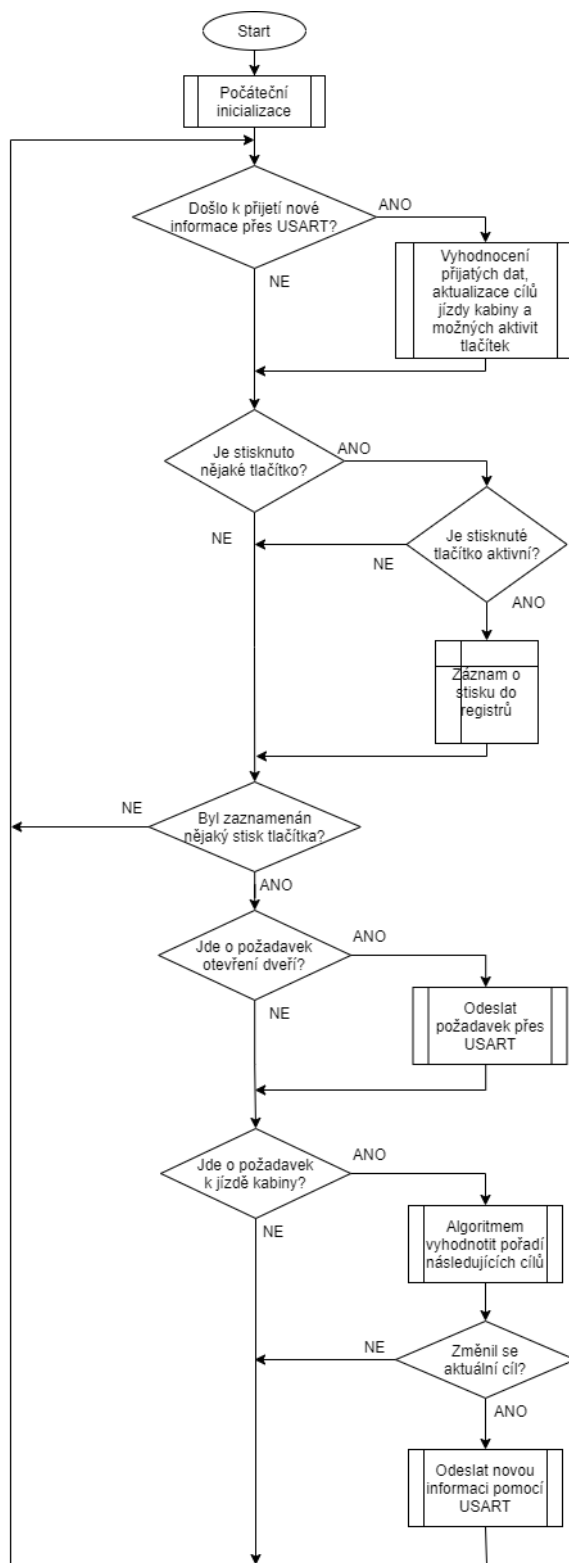 Start
Počáteční
inicializace
Došlo k přijetí nové
informace přes USART?
ANO
NE
Vyhodnocení
přijatých dat,
aktualizace cílů
jízdy kabiny a
možných aktivit
tlačítek
Je stisknuto
nějaké tlačítko?
ANO
NE
Je stisknuté
tlačítko aktivní?
NE
ANO
Záznam o
stisku do
registrů
NE
Byl zaznamenán
nějaký stisk tlačítka?
ANO
Jde o požadavek
otevření dveří?
ANO
NE
Odeslat
požadavek přes
USART
Jde o požadavek
k jízdě kabiny?
ANO
NE
Algoritmem
vyhodnotit pořadí
následujících cílů
Změnil se
aktuální cíl?
NE
ANO
Odeslat novou
informaci pomocí
USART